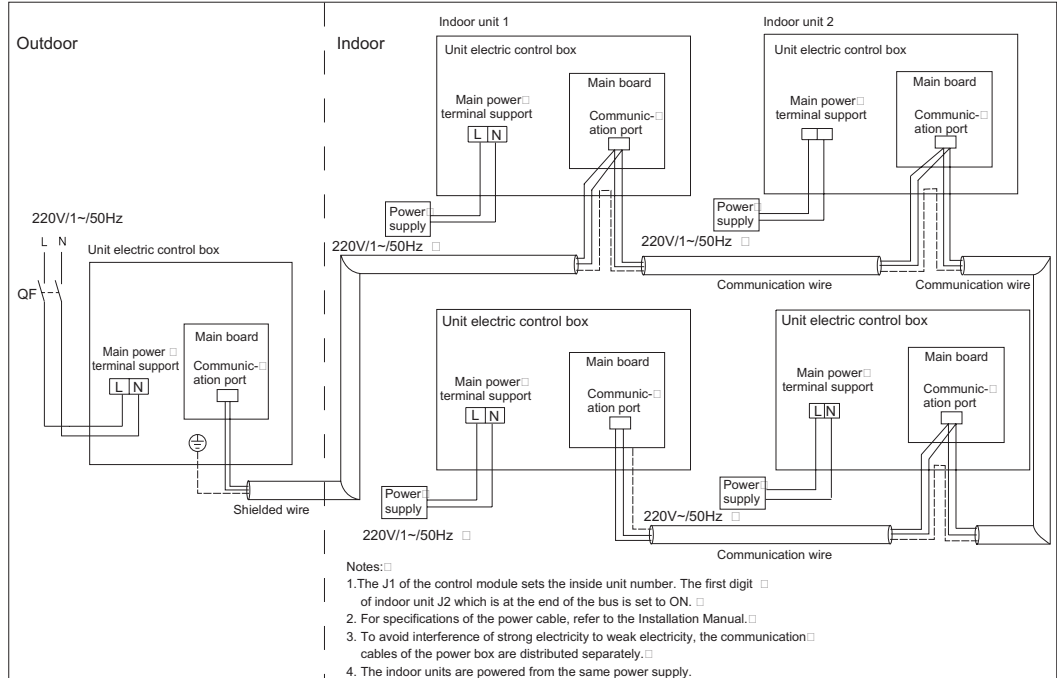 Outdoor
Indoor
Indoor unit 1
Indoor unit 2
Unit electric control box
Main board
Main power
terminal support
Communic-
ation port
L N
Power
supply
220V/1~/50Hz
Unit electric control box
Main board
Main power
terminal support
Communic-
ation port
Power
supply
220V/1~/50Hz
220V/1~/50Hz
L N
QF
Unit electric control box
Main board
Main power
terminal support
Communic-
ation port
L N
Shielded wire
Communication wire
Communication wire
Unit electric control box
Main board
Main power
terminal support
Communic-
ation port
L N
Power
supply
220V/1~/50Hz
Unit electric control box
Main board
Main power
terminal support
Communic-
ation port
L N
Power
supply
220V~/50Hz
Communication wire
Notes:
1.The J1 of the control module sets the inside unit number. The first digit
of indoor unit J2 which is at the end of the bus is set to ON.
2. For specifications of the power cable, refer to the Installation Manual.
3. To avoid interference of strong electricity to weak electricity, the communication
cables of the power box are distributed separately.
4. The indoor units are powered from the same power supply.